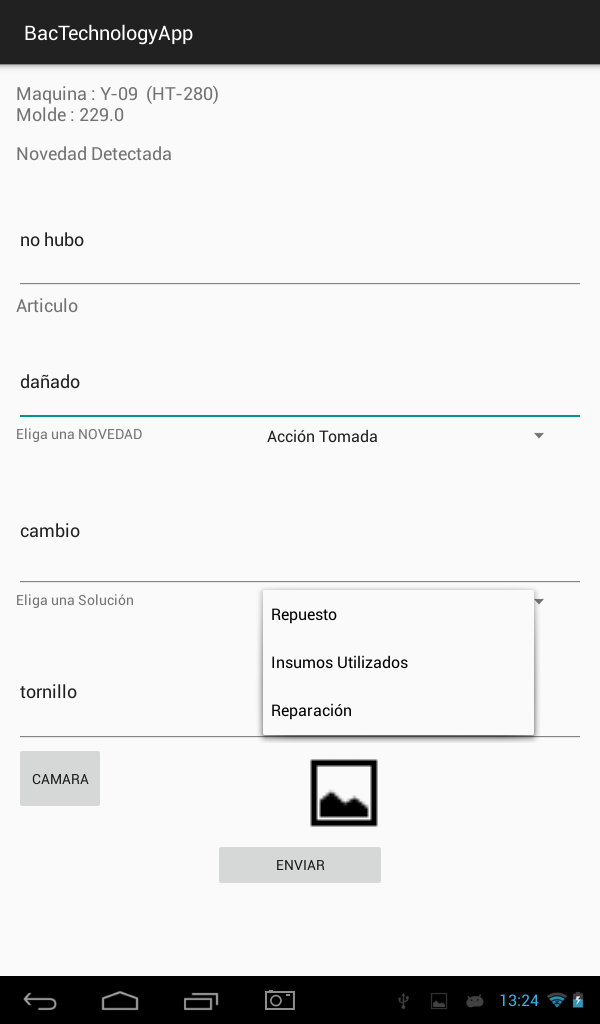 BacTechnologyApp
Maquina : Y-09 (HT-280)
Molde : 229.0
Novedad Detectada
no hubo
Articulo
dañado
Eliga una NOVEDAD
Acción Tomada
cambio
Eliga una Solución
Repuesto
Insumos Utilizados
tornillo
Reparación
CAMARA
ENVIAR
13:24